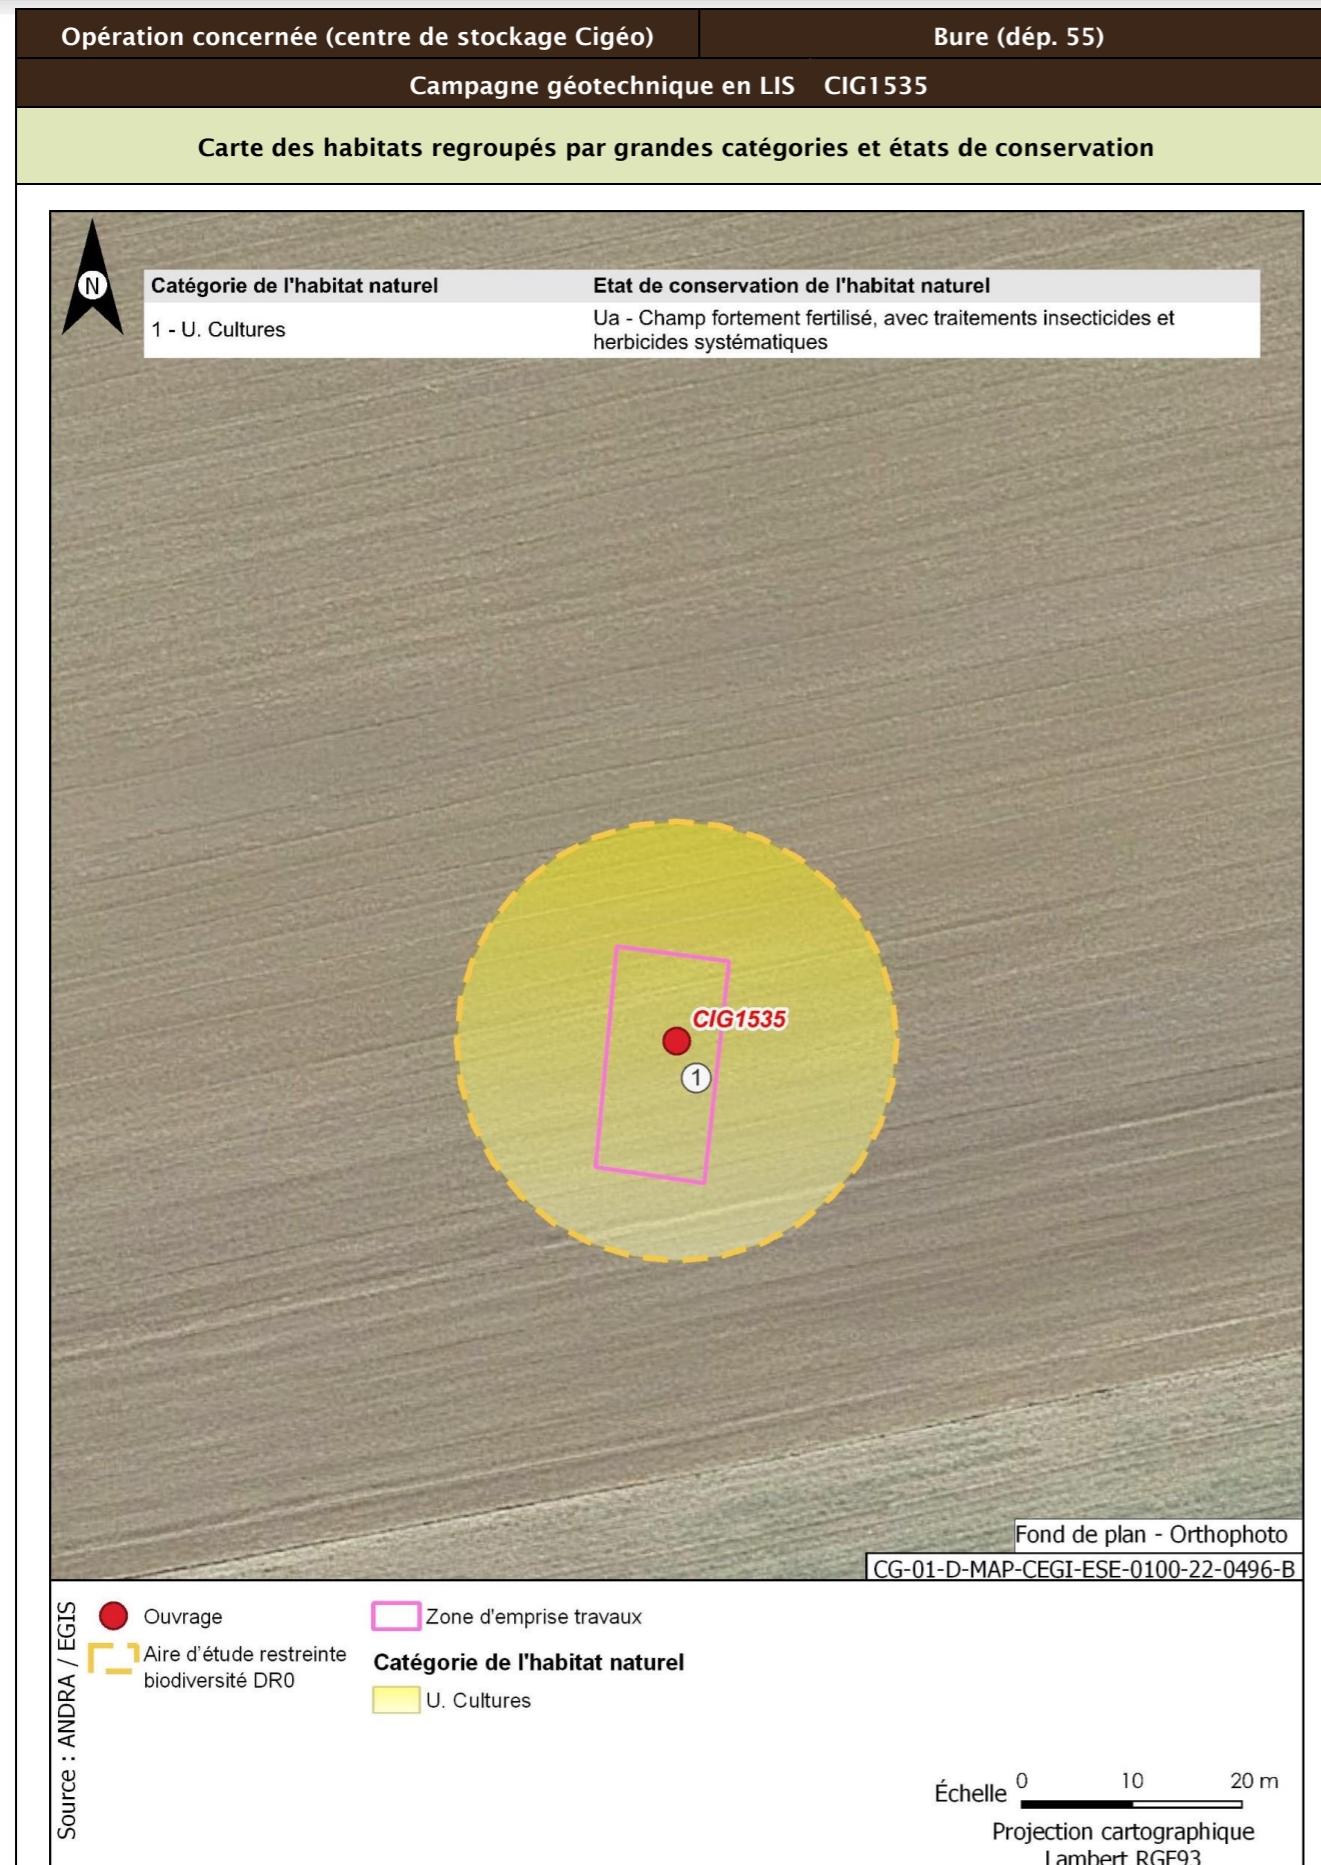 Opération concernée (centre de stockage Cigéo) Bure (dép. 55)
Campagne géotechnique en LIS CIG1535
Carte des habitats regroupés par grandes catégories et états de conservation
N
Catégorie de l'habitat naturel Etat de conservation de l'habitat naturel
1 - U. Cultures Ua - Champ fortement fertilisé, avec traitements insecticides et
herbicides systématiques
CIG1535
1
Fond de plan - Orthophoto
CG-01-D-MAP-CEGI-ESE-0100-22-0496-B
Source : ANDRA / EGIS
Ouvrage
Aire d'étude restreinte
biodiversité DR0
Zone d'emprise travaux
Catégorie de l'habitat naturel
U. Cultures
Échelle 0 10 20 m
Projection cartographique
Lambert RGF93